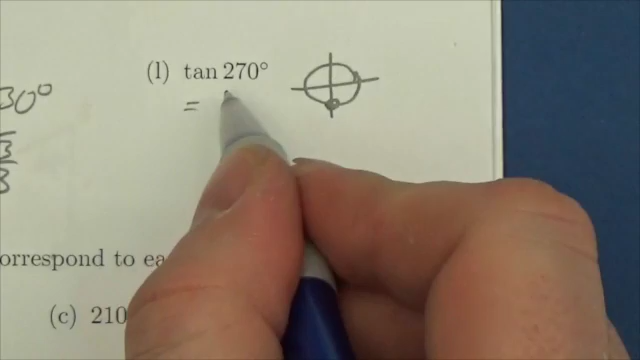 (l) tan 270°
30°
=
orrespond to ea
(c) 210